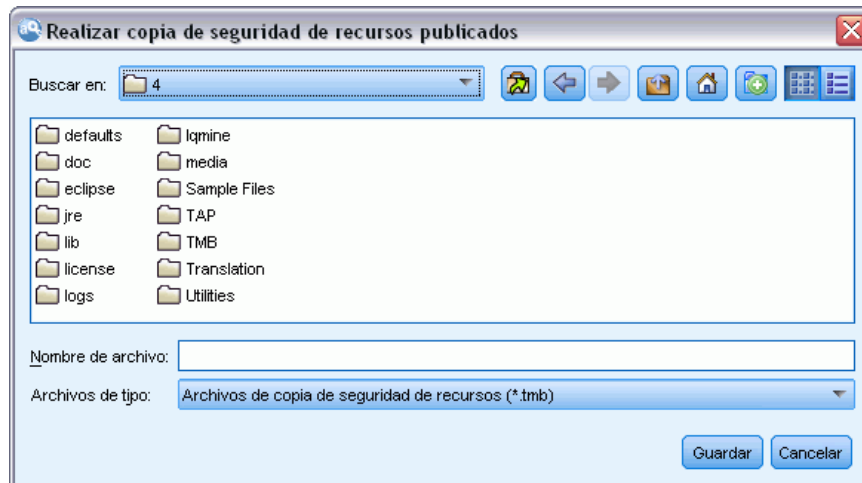 Realizar copia de seguridad de recursos publicados
Buscar en: 4
defaults lqmine
doc media
eclipse Sample Files
jre TAP
lib TMB
license Translation
logs Utilities
Nombre de archivo:
Archivos de tipo: Archivos de copia de seguridad de recursos (*.tmb)
Guardar Cancelar